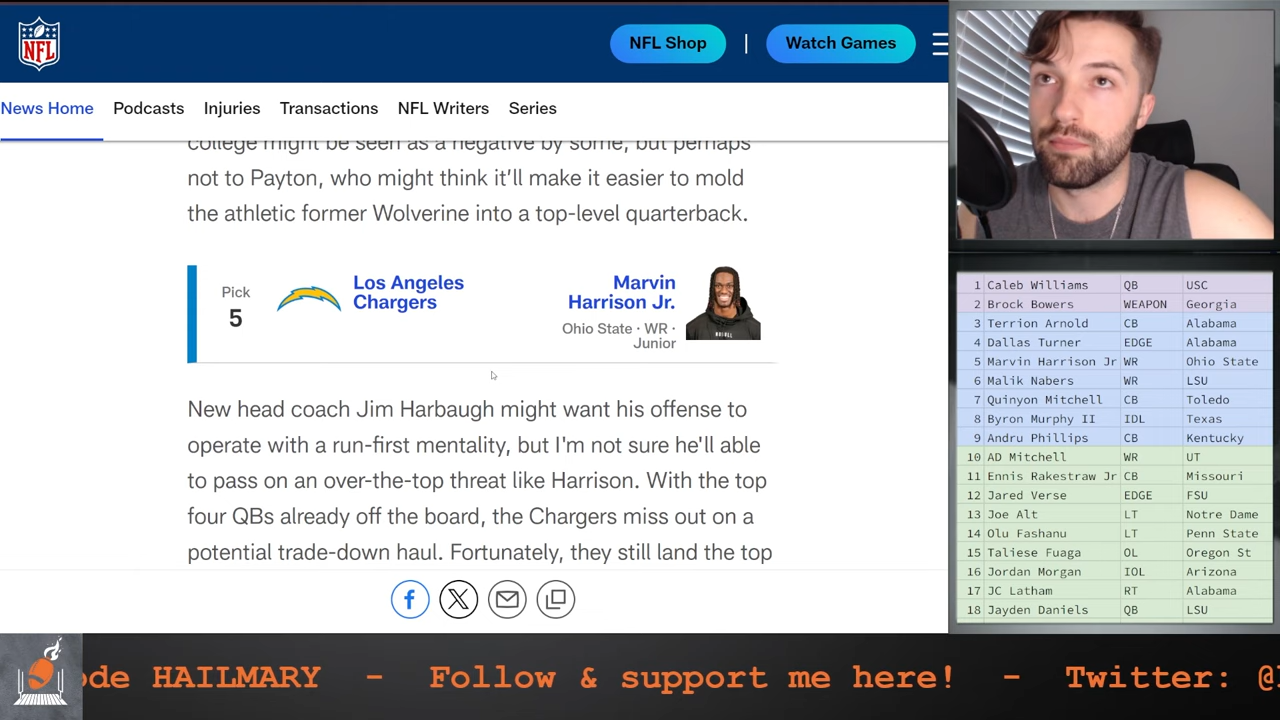 NFL
NFL Shop | Watch Games
News Home Podcasts Injuries Transactions NFL Writers Series
college might be seen as a negative by some, but perhaps
not to Payton, who might think it'll make it easier to mold
the athletic former Wolverine into a top-level quarterback.
Pick
5
Los Angeles
Chargers
Marvin
Harrison Jr.
Ohio State · WR ·
Junior
New head coach Jim Harbaugh might want his offense to
operate with a run-first mentality, but I'm not sure he'll able
to pass on an over-the-top threat like Harrison. With the top
four QBs already off the board, the Chargers miss out on a
potential trade-down haul. Fortunately, they still land the top
1 Caleb Williams QB USC
2 Brock Bowers WEAPON Georgia
3 Terrion Arnold CB Alabama
4 Dallas Turner EDGE Alabama
5 Marvin Harrison Jr WR Ohio State
6 Malik Nabers WR LSU
7 Quinyon Mitchell CB Toledo
8 Byron Murphy II IDL Texas
9 Andru Phillips CB Kentucky
10 AD Mitchell WR UT
11 Ennis Rakestraw Jr CB Missouri
12 Jared Verse EDGE FSU
13 Joe Alt LT Notre Dame
14 Olu Fashanu LT Penn State
15 Taliese Fuaga OL Oregon St
16 Jordan Morgan IOL Arizona
17 JC Latham RT Alabama
18 Jayden Daniels QB LSU
ode HAILMARY - Follow & support me here! - Twitter: @